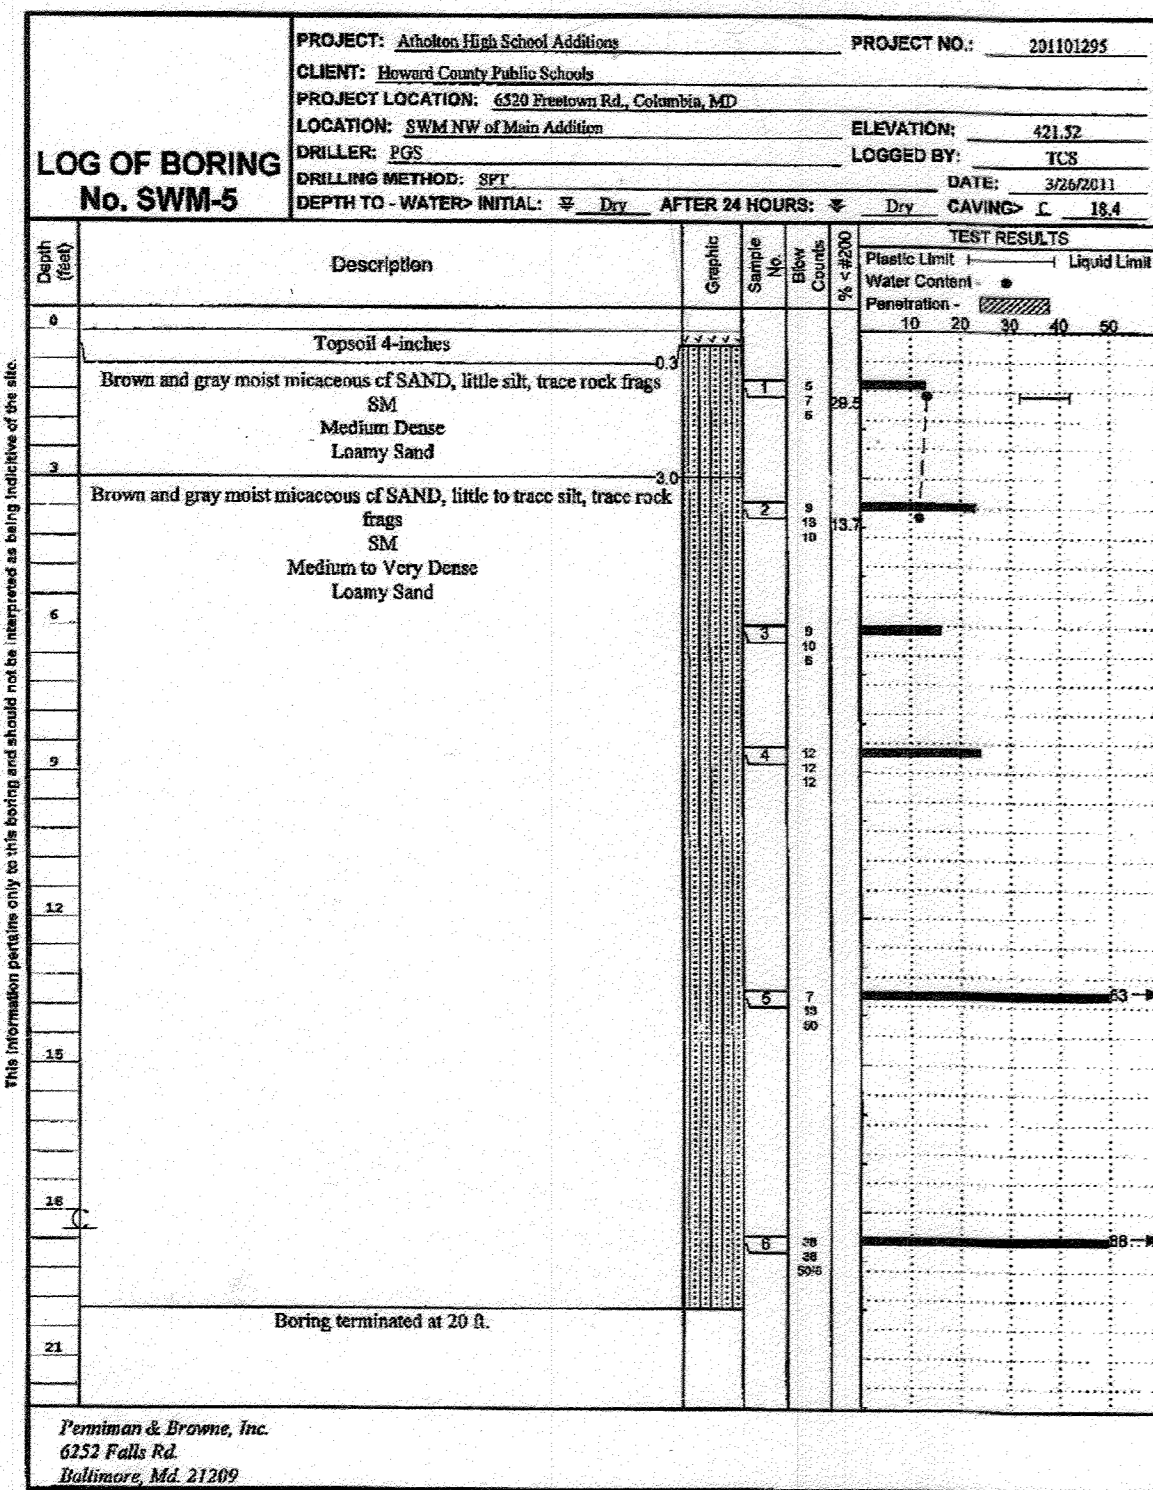 LOG OF BORING
No. SWM-5
PROJECT: Atholton High School Additions
PROJECT NO.: 201101295
CLIENT: Howard County Public Schools
PROJECT LOCATION: 6520 Freetown Rd., Columbia, MD
LOCATION: SWM NW of Main Addition
ELEVATION: 421.52
DRILLER: PGS
LOGGED BY: TCS
DRILLING METHOD: SPT
DATE: 3/26/2011
DEPTH TO - WATER> INITIAL: Dry AFTER 24 HOURS: Dry CAVING> C 18.4
Depth (feet)
Description
Graphic
Sample No.
Blow Counts
% < #200
TEST RESULTS
Plastic Limit Liquid Limit
Water Content -
Penetration -
10 20 30 40 50
0
Topsoil 4-inches
0.3
Brown and gray moist micaceous cf SAND, little silt, trace rock frags
SM
Medium Dense
Loamy Sand
1
5
7
6
28.5
3
3.0
Brown and gray moist micaceous cf SAND, little to trace silt, trace rock
frags
SM
Medium to Very Dense
Loamy Sand
2
9
13
10
13.7
6
3
9
10
6
9
4
12
12
12
12
5
7
13
50
63
15
18
C
6
38
38
50/6
88
Boring terminated at 20 ft.
21
This information pertains only to this boring and should not be interpreted as being indicitive of the site.
Penniman & Browne, Inc.
6252 Falls Rd.
Baltimore, Md. 21209